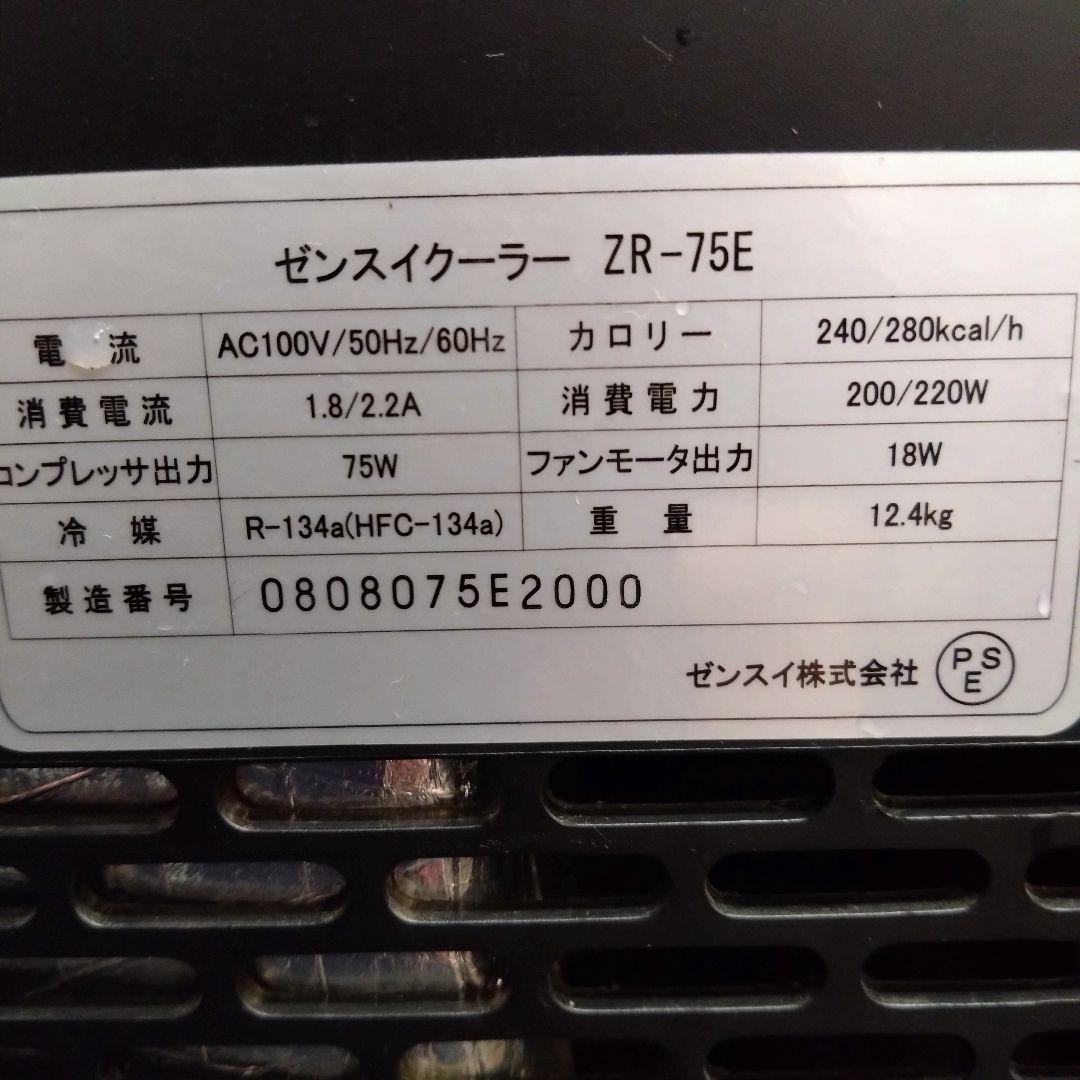 ゼンスイクーラー ZR-75E
電 流 AC100V/50Hz/60Hz カロリー 240/280kcal/h
消費電流 1.8/2.2A 消費電力 200/220W
コンプレッサ出力 75W ファンモータ出力 18W
冷 媒 R-134a(HFC-134a) 重 量 12.4kg
製造番号 0808075E2000
ゼンスイ株式会社 PSE